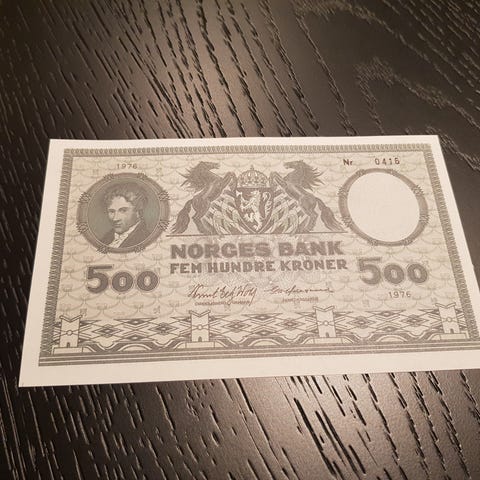 1976
Nr. 0416
NORGES BANK
FEM HUNDRE KRONER
500
500
1976